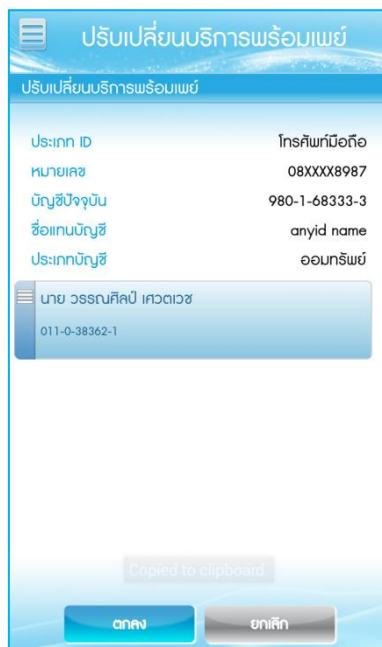 ปรับเปลี่ยนบริการพร้อมเพย์
ปรับเปลี่ยนบริการพร้อมเพย์
ประเภท ID โทรศัพท์มือถือ
หมายเลข 08XXXX8987
บัญชีปัจจุบัน 980-1-68333-3
ชื่อแทนบัญชี anyid name
ประเภทบัญชี ออมทรัพย์
นาย วรรณศิลป์ เศวตเวช
011-0-38362-1
Copied to clipboard
ตกลง ยกเลิก